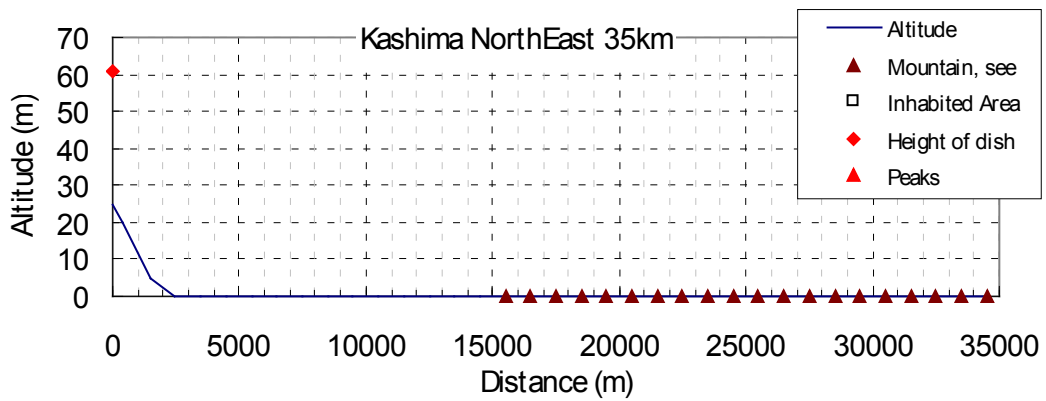 Kashima NorthEast 35km
Altitude
Mountain, see
Inhabited Area
Height of dish
Peaks
Altitude (m)
70
60
50
40
30
20
10
0
0 5000 10000 15000 20000 25000 30000 35000
Distance (m)